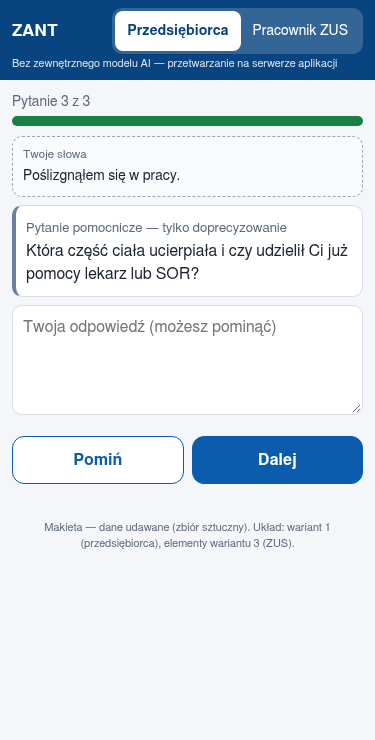 ZANT
Przedsiębiorca
Pracownik ZUS
Bez zewnętrznego modelu AI — przetwarzanie na serwerze aplikacji
Pytanie 3 z 3
Twoje słowa
Poślizgnąłem się w pracy.
Pytanie pomocnicze — tylko doprecyzowanie
Która część ciała ucierpiała i czy udzielił Ci już
pomocy lekarz lub SOR?
Twoja odpowiedź (możesz pominąć)
Pomiń
Dalej
Makieta — dane udawane (zbiór sztuczny). Układ: wariant 1
(przedsiębiorca), elementy wariantu 3 (ZUS).